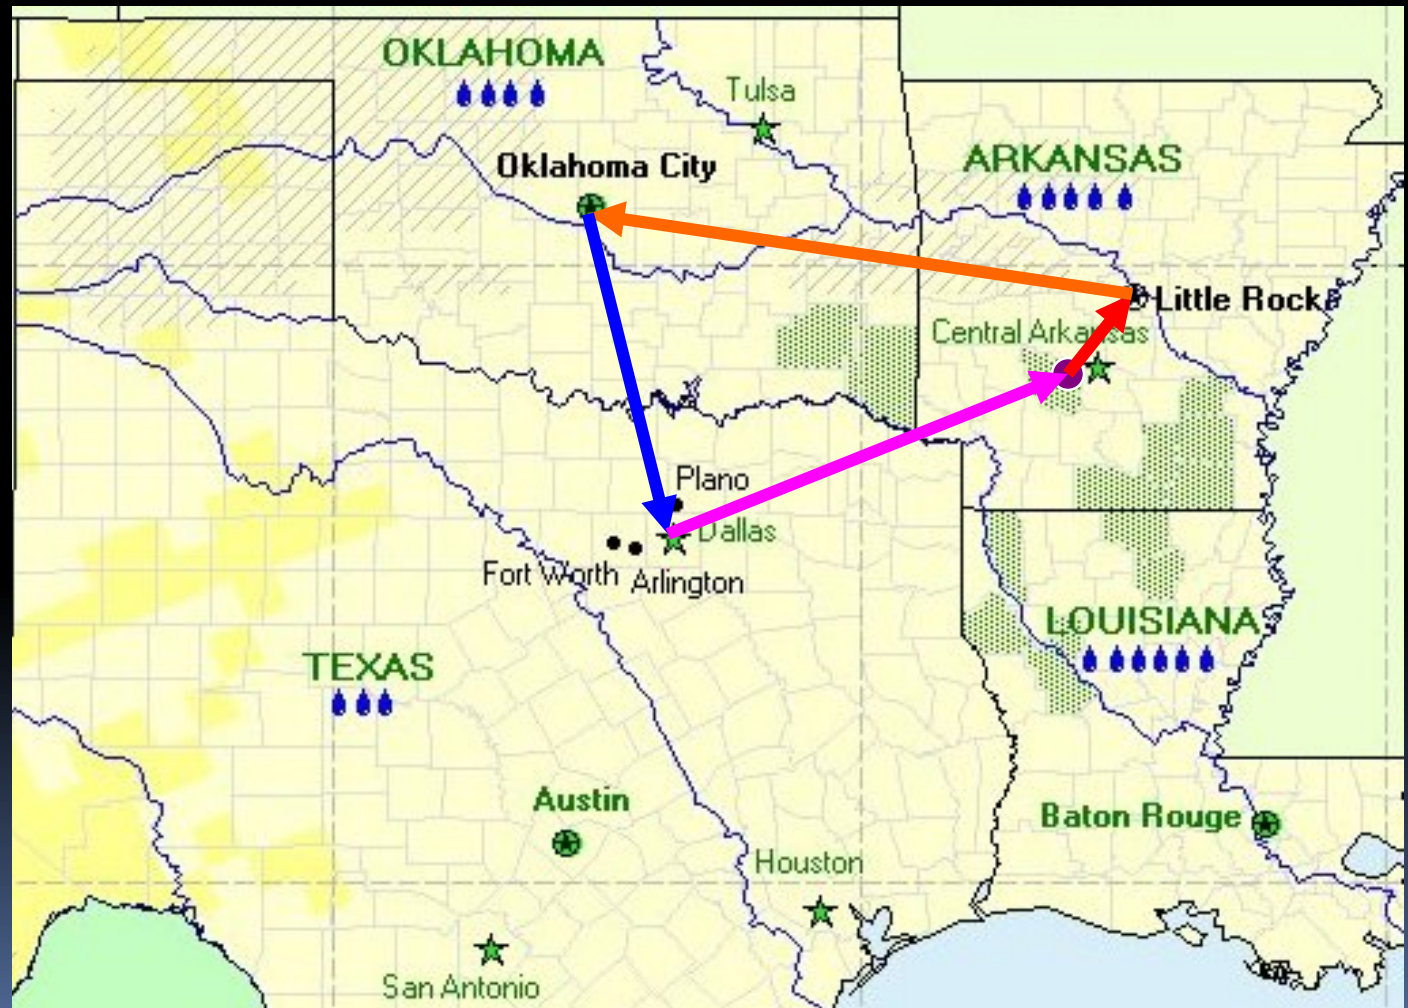 OKLAHOMA
Tulsa
Oklahoma City
ARKANSAS
Little Rock
Central Arkansas
Plano
Dallas
Fort Worth
Arlington
LOUISIANA
TEXAS
Austin
Baton Rouge
Houston
San Antonio